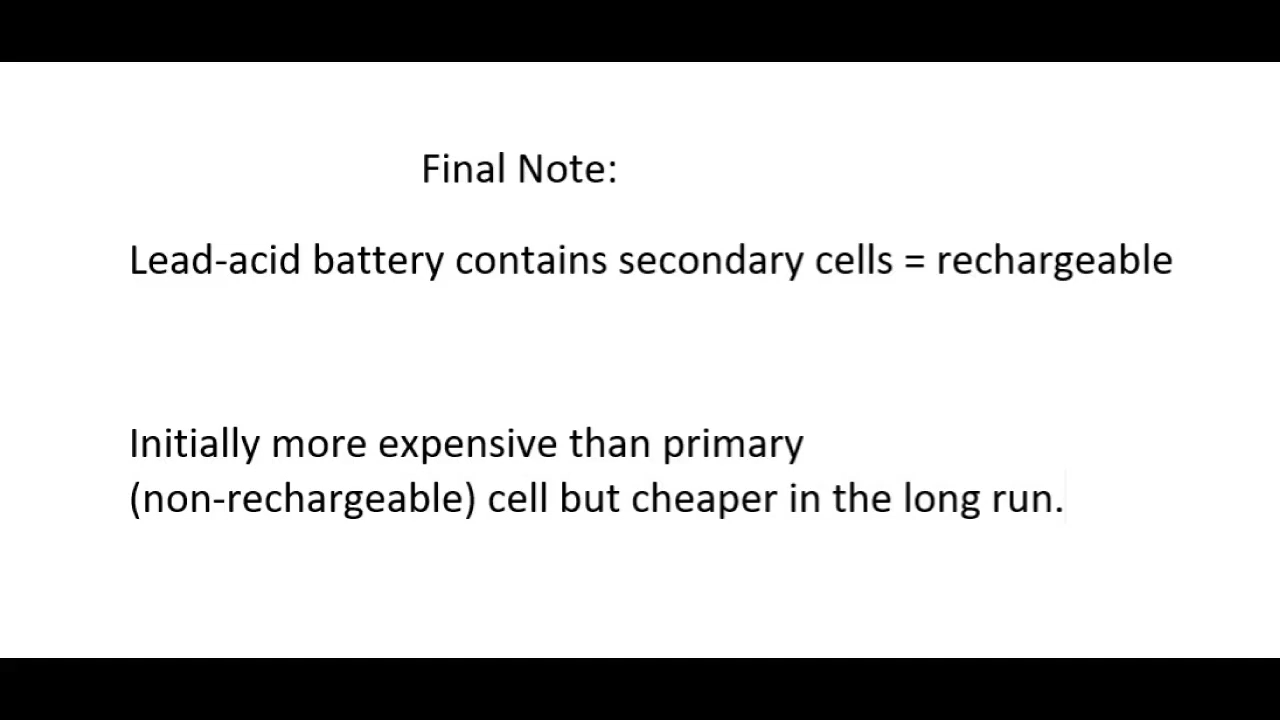 Final Note:
Lead-acid battery contains secondary cells = rechargeable
Initially more expensive than primary
(non-rechargeable) cell but cheaper in the long run.